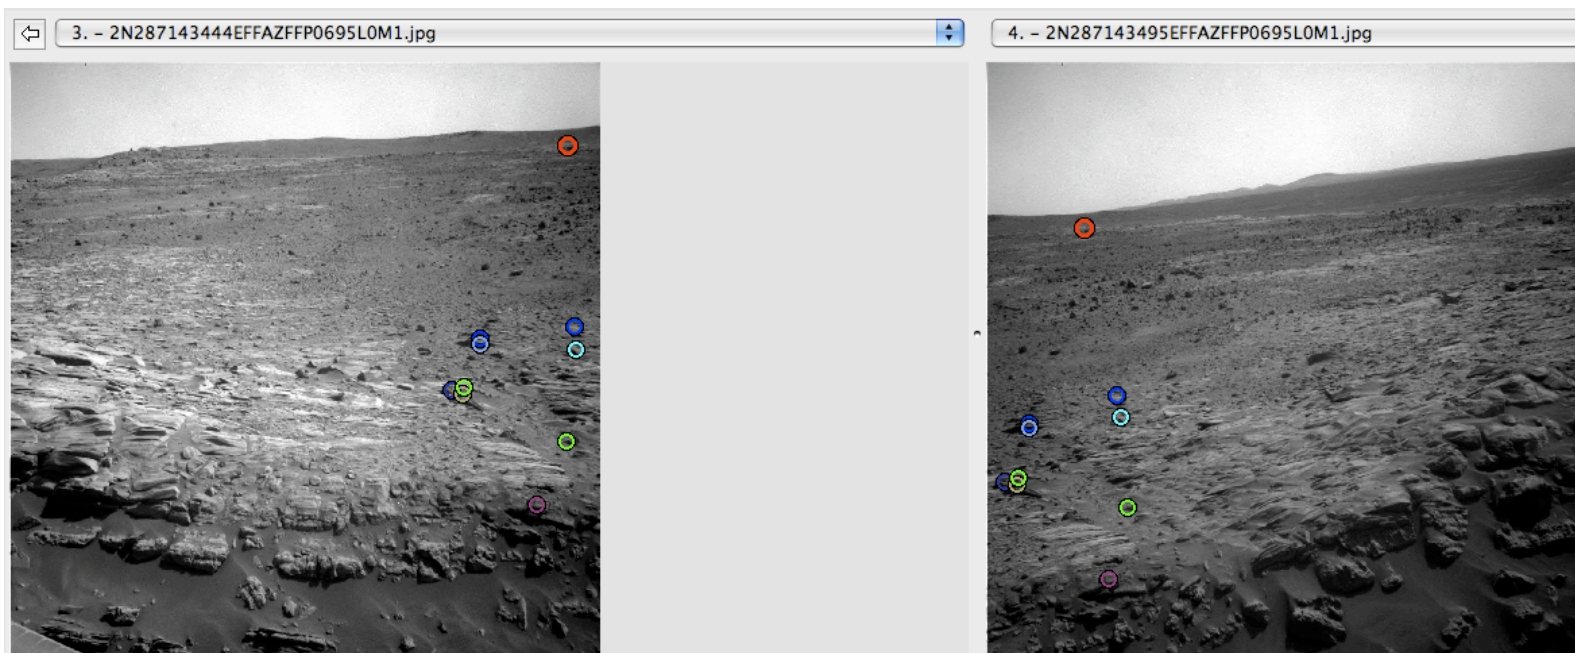 3. – 2N287143444EFFAZFFP0695L0M1.jpg
4. – 2N287143495EFFAZFFP0695L0M1.jpg